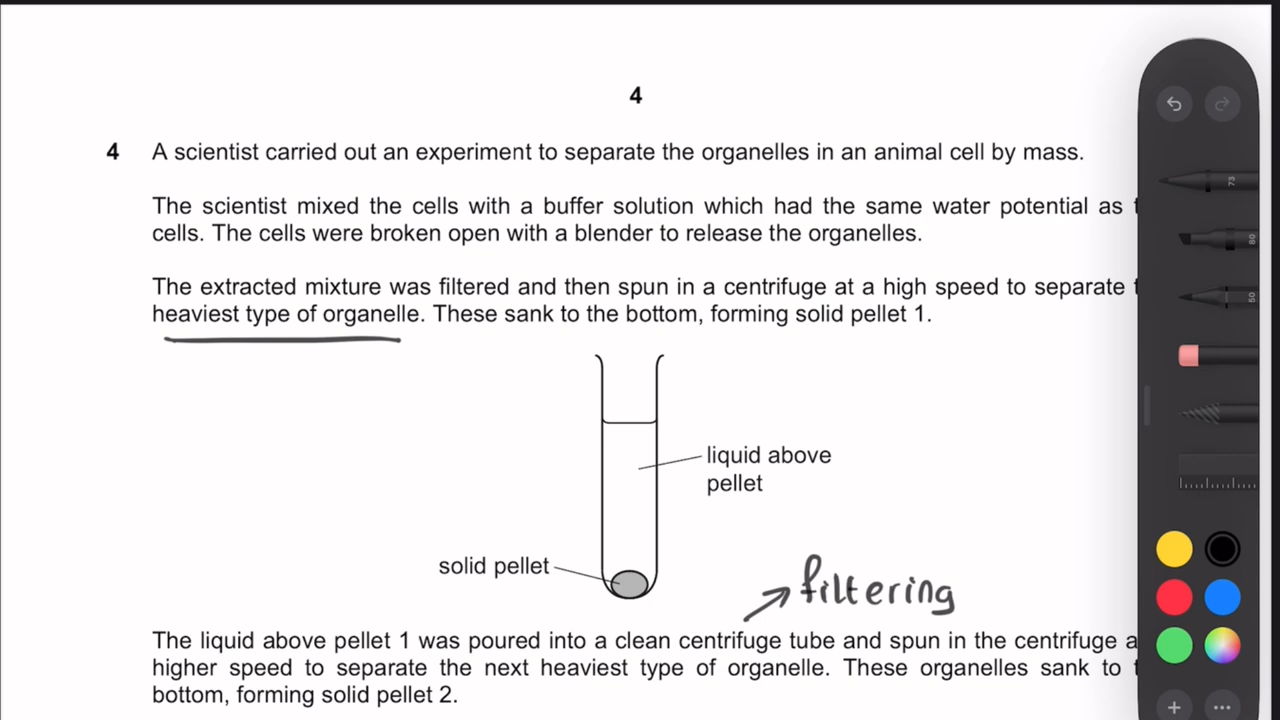 4
4 A scientist carried out an experiment to separate the organelles in an animal cell by mass.
The scientist mixed the cells with a buffer solution which had the same water potential as
cells. The cells were broken open with a blender to release the organelles.
The extracted mixture was filtered and then spun in a centrifuge at a high speed to separate
heaviest type of organelle. These sank to the bottom, forming solid pellet 1.
liquid above
pellet
solid pellet
filtering
The liquid above pellet 1 was poured into a clean centrifuge tube and spun in the centrifuge a
higher speed to separate the next heaviest type of organelle. These organelles sank to
bottom, forming solid pellet 2.
73
80
50